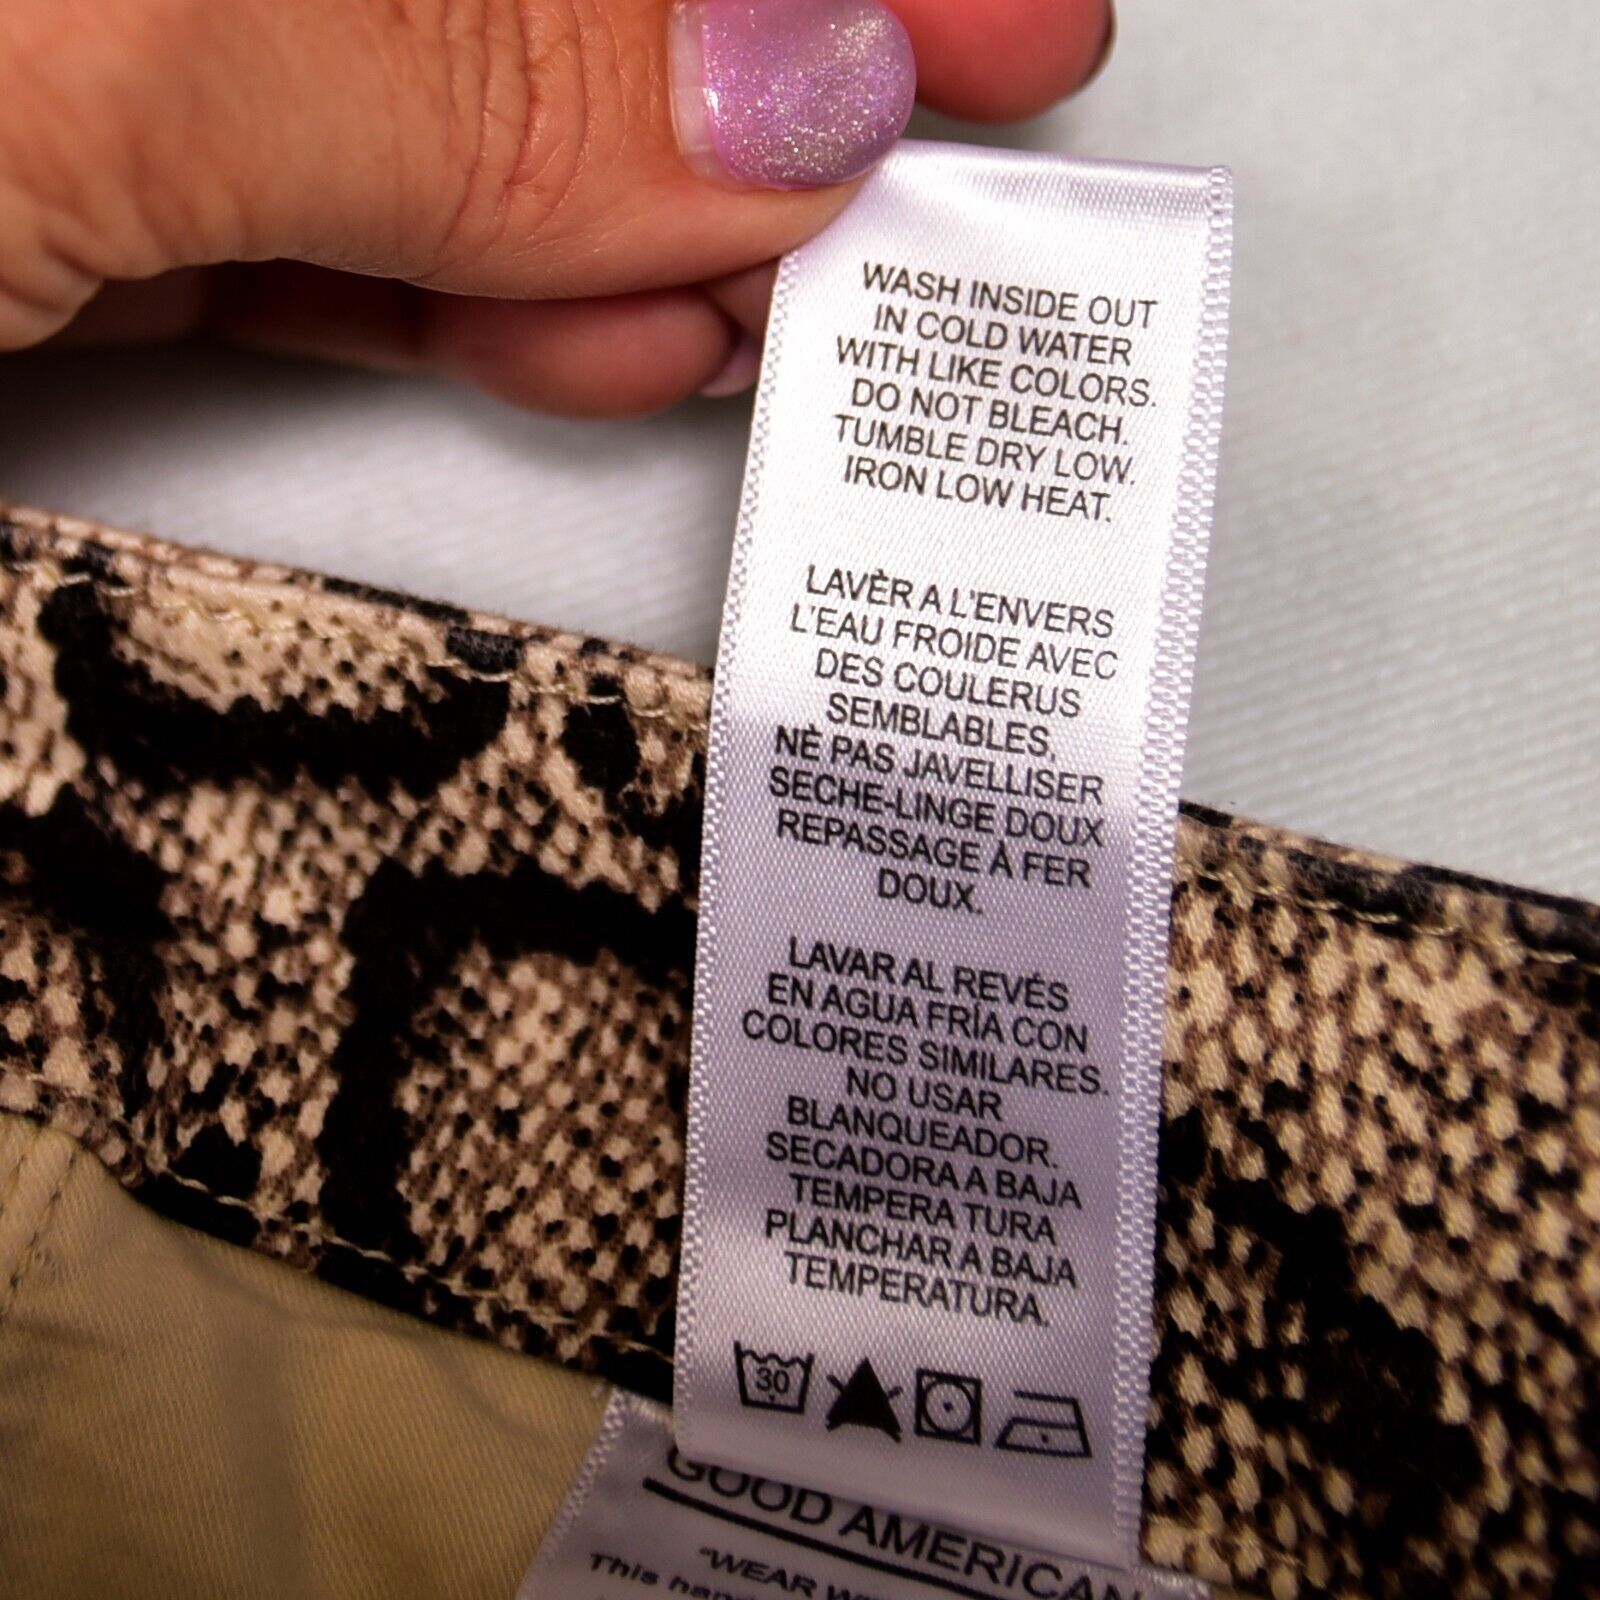 WASH INSIDE OUT
IN COLD WATER
WITH LIKE COLORS.
DO NOT BLEACH.
TUMBLE DRY LOW.
IRON LOW HEAT.
LAVÈR A L'ENVERS
L'EAU FROIDE AVEC
DES COULERUS
SEMBLABLES,
NÈ PAS JAVELLISER
SECHE-LINGE DOUX
REPASSAGE À FER
DOUX.
LAVAR AL REVÉS
EN AGUA FRÍA CON
COLORES SIMILARES.
NO USAR
BLANQUEADOR.
SECADORA A BAJA
TEMPERA TURA
PLANCHAR A BAJA
TEMPERATURA.
30
GOOD AMERICAN
"WEAR
This